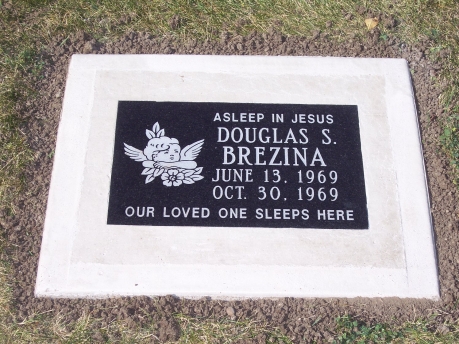 ASLEEP IN JESUS
DOUGLAS S.
BREZINA
JUNE 13, 1969
OCT. 30, 1969
OUR LOVED ONE SLEEPS HERE